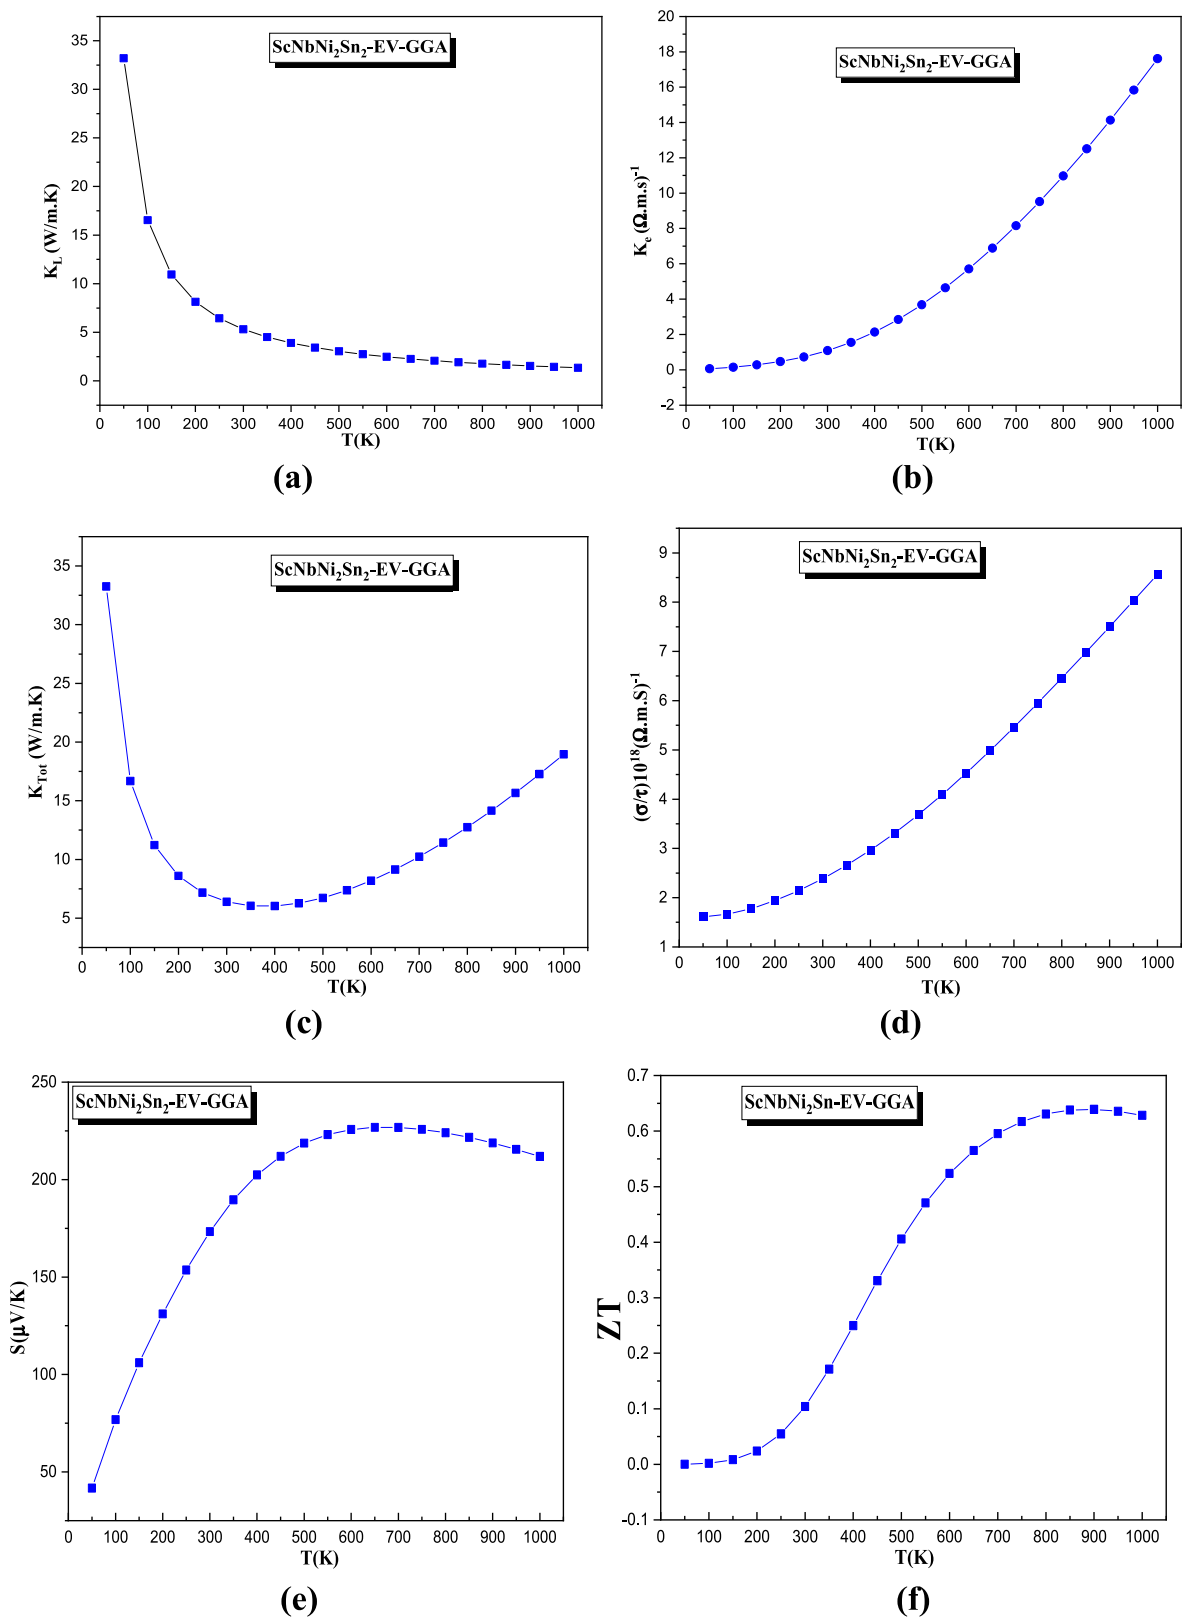 ScNbNi₂Sn₂-EV-GGA
K_L (W/m.K)
35
30
25
20
15
10
5
0
0 100 200 300 400 500 600 700 800 900 1000
T(K)
(a)
ScNbNi₂Sn₂-EV-GGA
K_e (Ω.m.s)⁻¹
20
18
16
14
12
10
8
6
4
2
0
-2
0 100 200 300 400 500 600 700 800 900 1000
T(K)
(b)
ScNbNi₂Sn₂-EV-GGA
K_Tot (W/m.K)
35
30
25
20
15
10
5
0 100 200 300 400 500 600 700 800 900 1000
T(K)
(c)
ScNbNi₂Sn₂-EV-GGA
(σ/τ)10¹⁸(Ω.m.S)⁻¹
9
8
7
6
5
4
3
2
1
0 100 200 300 400 500 600 700 800 900 1000
T(K)
(d)
ScNbNi₂Sn₂-EV-GGA
S(μV/K)
250
200
150
100
50
0 100 200 300 400 500 600 700 800 900 1000
T(K)
(e)
ScNbNi₂Sn-EV-GGA
ZT
0.7
0.6
0.5
0.4
0.3
0.2
0.1
0.0
-0.1
0 100 200 300 400 500 600 700 800 900 1000
T(K)
(f)